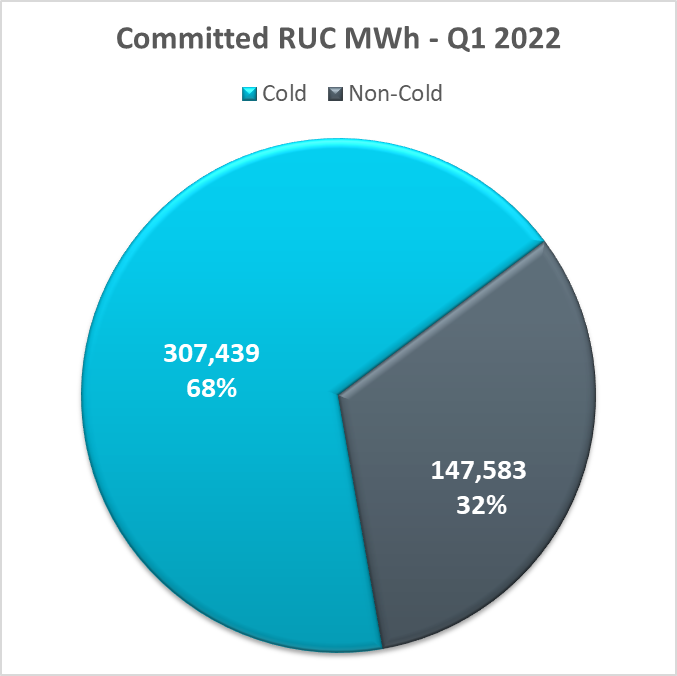 Committed RUC MWh - Q1 2022
Cold Non-Cold
307,439
68%
147,583
32%